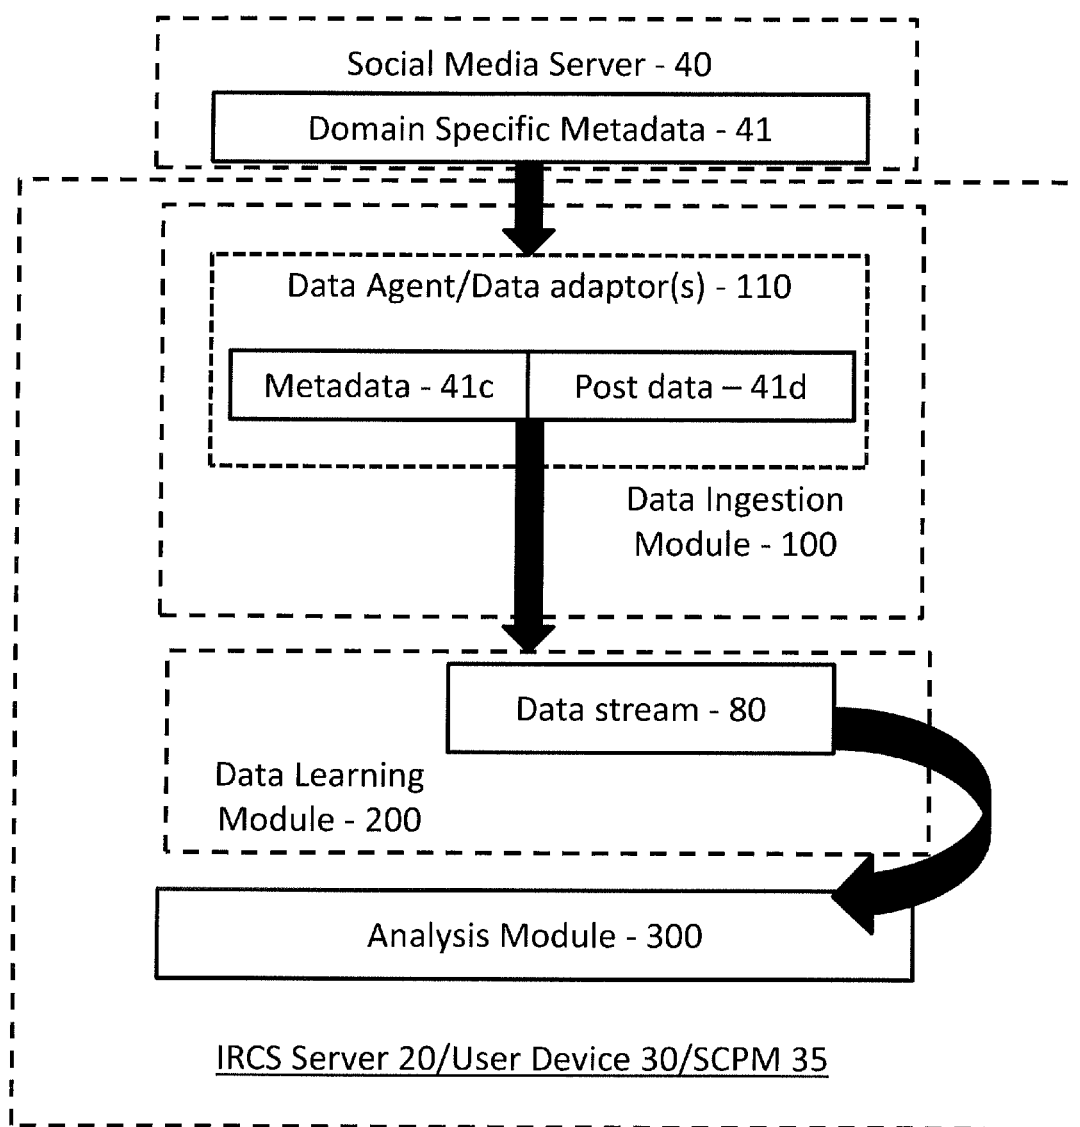 Social Media Server - 40
Domain Specific Metadata - 41
Data Agent/Data adaptor(s) - 110
Metadata - 41c
Post data – 41d
Data Ingestion
Module - 100
Data stream - 80
Data Learning
Module - 200
Analysis Module - 300
IRCS Server 20/User Device 30/SCPM 35